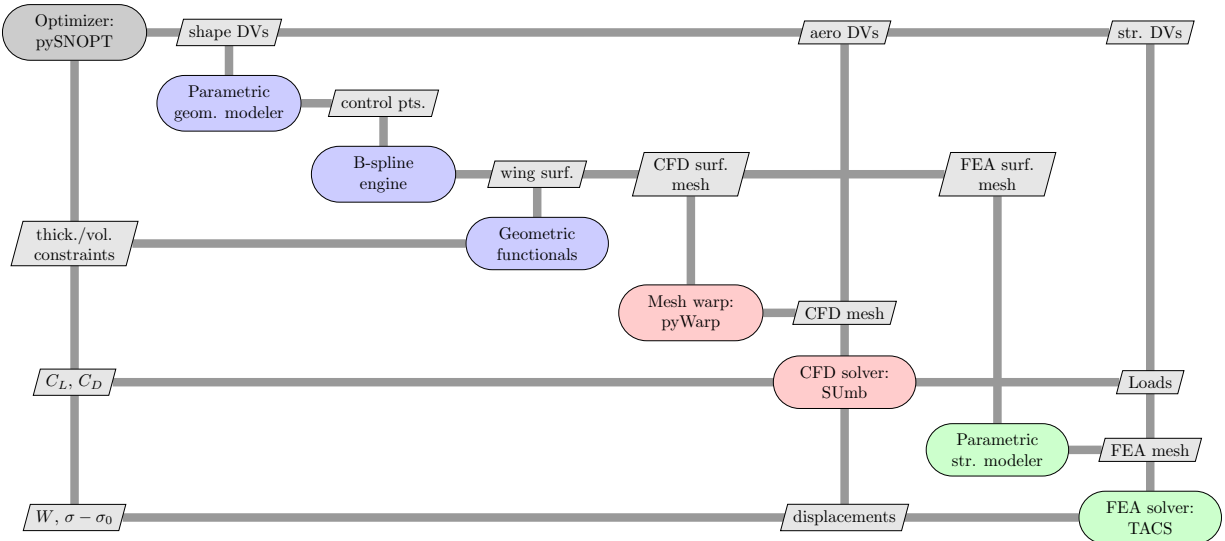 Optimizer:
pySNOPT
shape DVs
aero DVs
str. DVs
Parametric
geom. modeler
control pts.
B-spline
engine
wing surf.
CFD surf.
mesh
FEA surf.
mesh
thick./vol.
constraints
Geometric
functionals
Mesh warp:
pyWarp
CFD mesh
C_L, C_D
CFD solver:
SUmb
Loads
Parametric
str. modeler
FEA mesh
W, σ − σ_0
displacements
FEA solver:
TACS